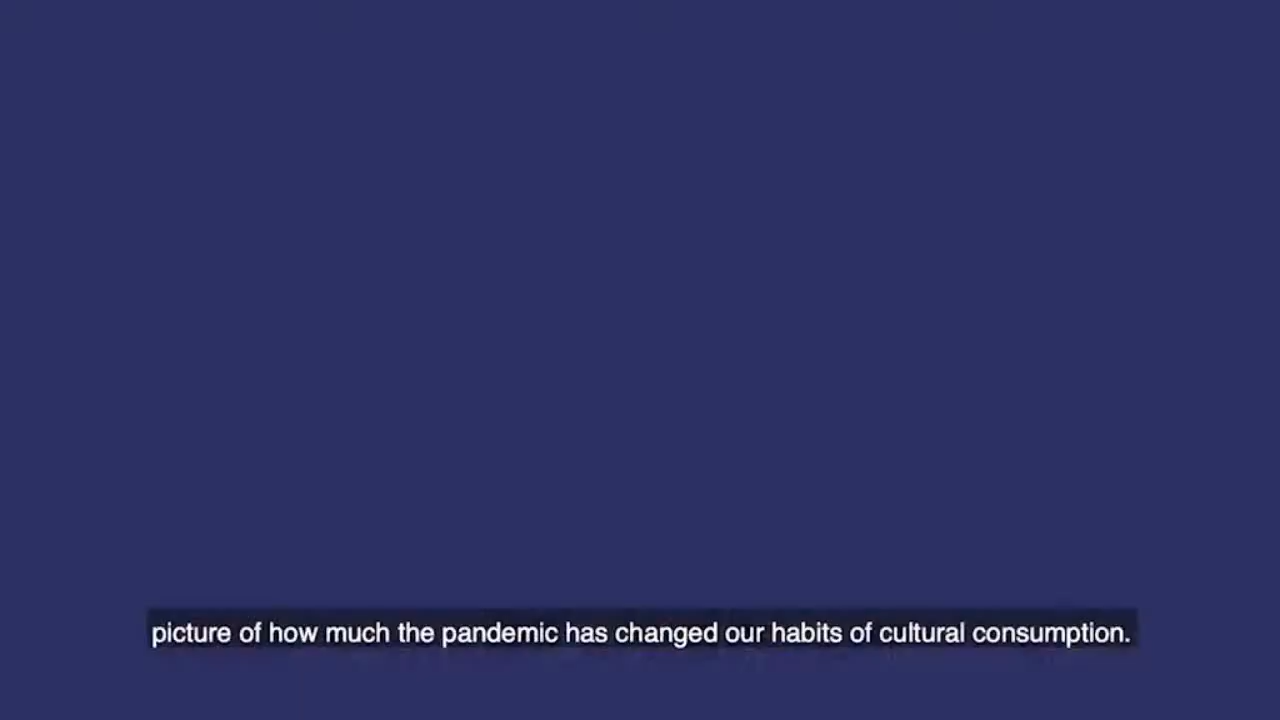 picture of how much the pandemic has changed our habits of cultural consumption.